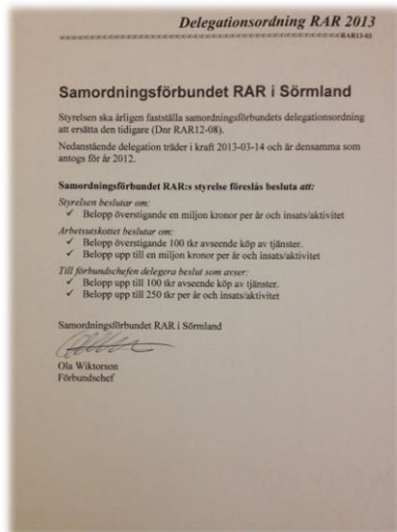 Delegationsordning RAR 2013
RAR13-03
Samordningsförbundet RAR i Sörmland
Styrelsen ska årligen fastställa samordningsförbundets delegationsordning
att ersätta den tidigare (Dnr RAR12-08).
Nedanstående delegation träder i kraft 2013-03-14 och är densamma som
antogs för år 2012.
Samordningsförbundet RAR:s styrelse föreslås besluta att:
Styrelsen beslutar om:
✓ Belopp överstigande en miljon kronor per år och insats/aktivitet
Arbetsutskottet beslutar om:
✓ Belopp överstigande 100 tkr avseende köp av tjänster.
✓ Belopp upp till en miljon kronor per år och insats/aktivitet
Till förbundschefen delegera beslut som avser:
✓ Belopp upp till 100 tkr avseende köp av tjänster.
✓ Belopp upp till 250 tkr per år och insats/aktivitet
Samordningsförbundet RAR i Sörmland
Ola Wiktorson
Förbundschef